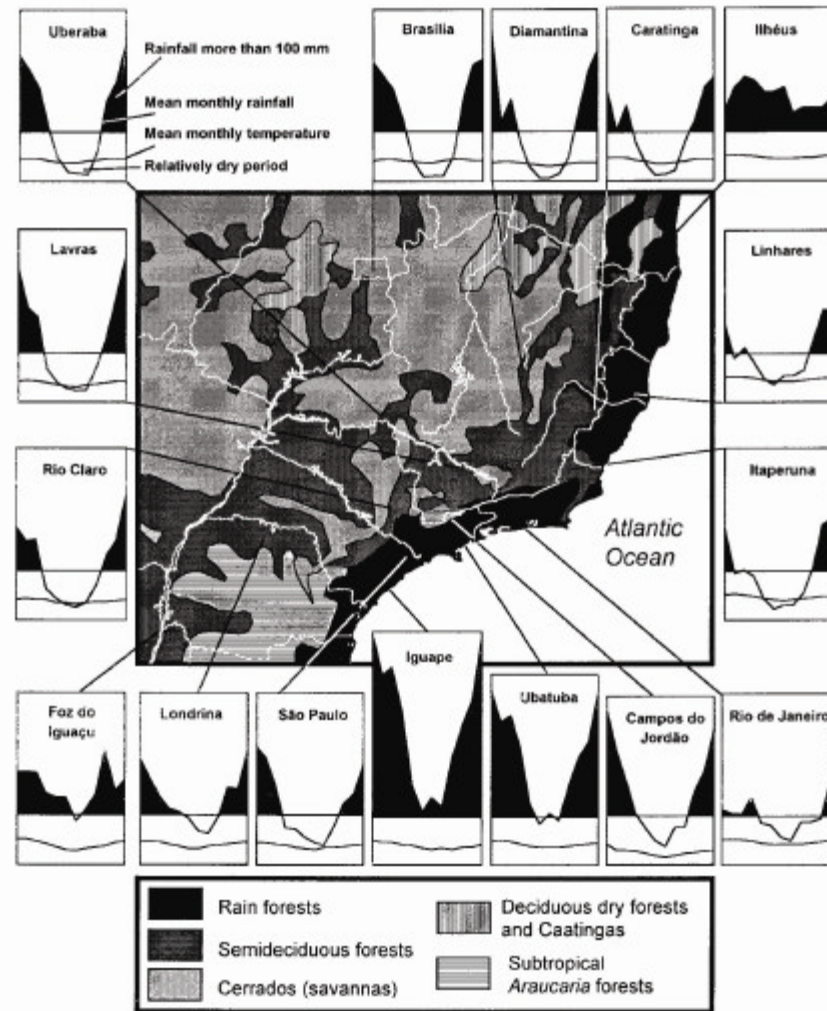 Uberaba
Rainfall more than 100 mm
Mean monthly rainfall
Mean monthly temperature
Relatively dry period
Brasília
Diamantina
Caratinga
Ilhéus
Lavras
Linhares
Rio Claro
Itaperuna
Atlantic
Ocean
Foz do
Iguaçu
Londrina
São Paulo
Iguape
Ubatuba
Campos do
Jordão
Rio de Janeiro
Rain forests
Semideciduous forests
Cerrados (savannas)
Deciduous dry forests
and Caatingas
Subtropical
Araucaria forests